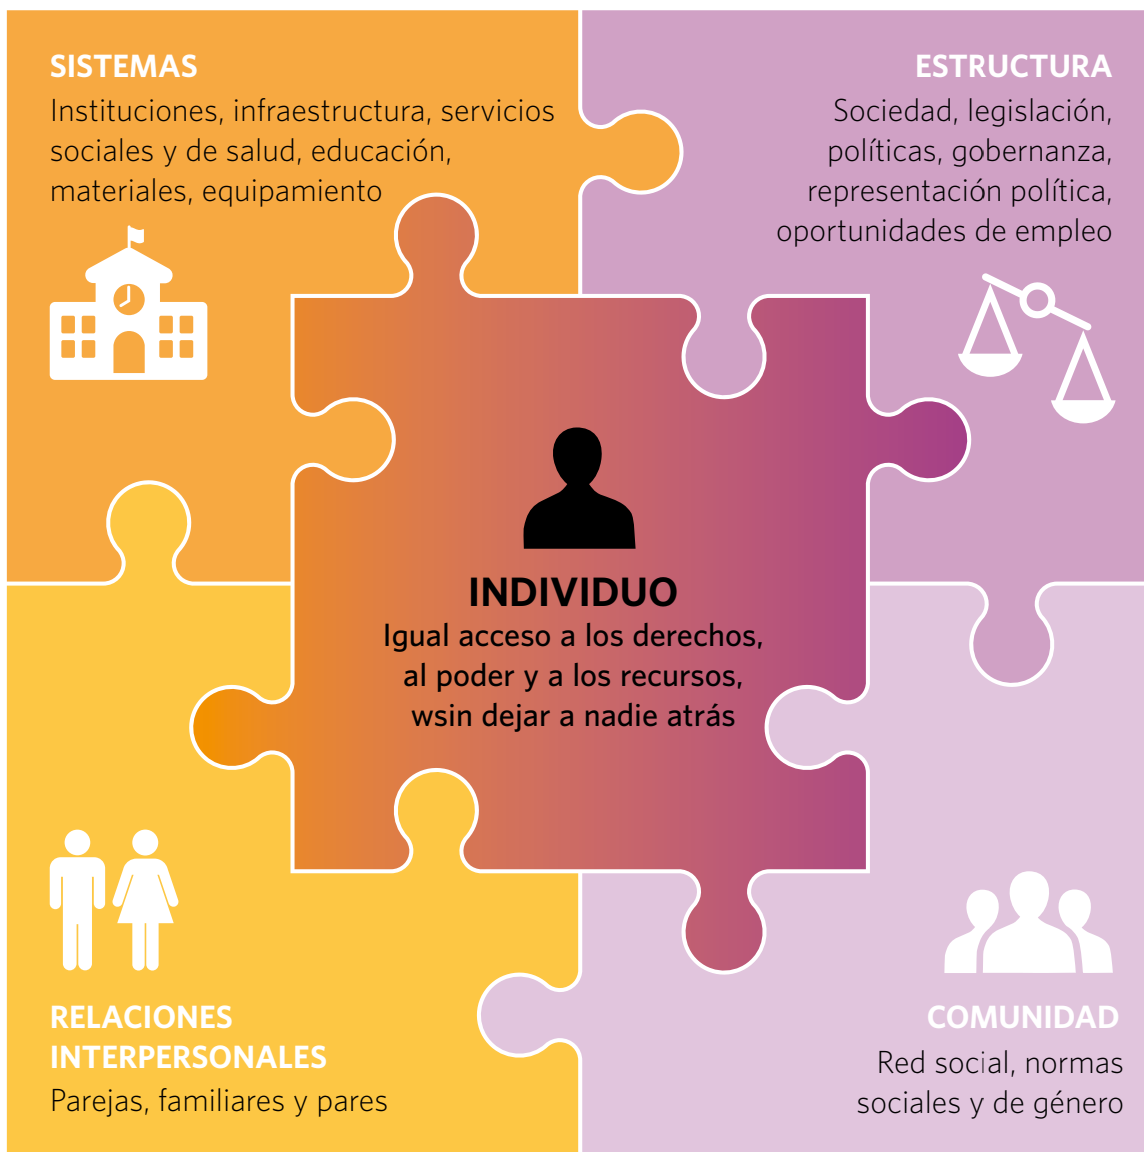 SISTEMAS
Instituciones, infraestructura, servicios
sociales y de salud, educación,
materiales, equipamiento
ESTRUCTURA
Sociedad, legislación,
políticas, gobernanza,
representación política,
oportunidades de empleo
INDIVIDUO
Igual acceso a los derechos,
al poder y a los recursos,
wsin dejar a nadie atrás
RELACIONES
INTERPERSONALES
Parejas, familiares y pares
COMUNIDAD
Red social, normas
sociales y de género